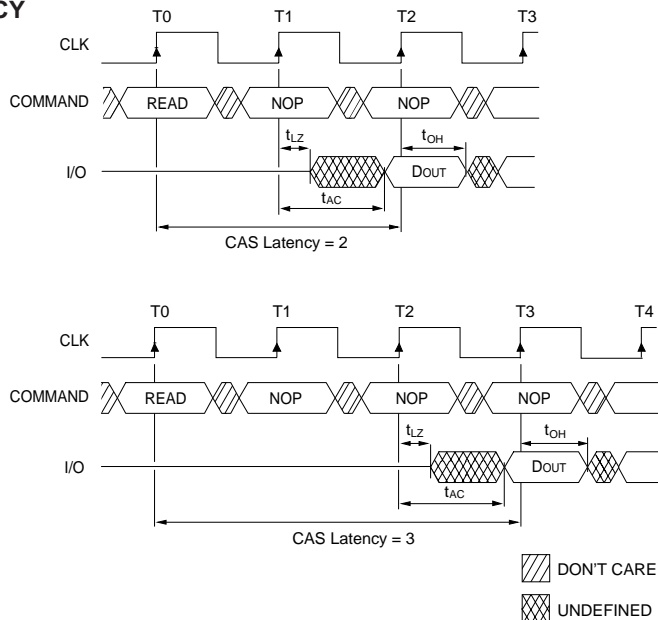 CY
T0 T1 T2 T3
CLK
COMMAND READ NOP NOP
tLZ tOH
I/O DOUT
tAC
CAS Latency = 2
T0 T1 T2 T3 T4
CLK
COMMAND READ NOP NOP NOP
tLZ tOH
I/O DOUT
tAC
CAS Latency = 3
DON'T CARE
UNDEFINED